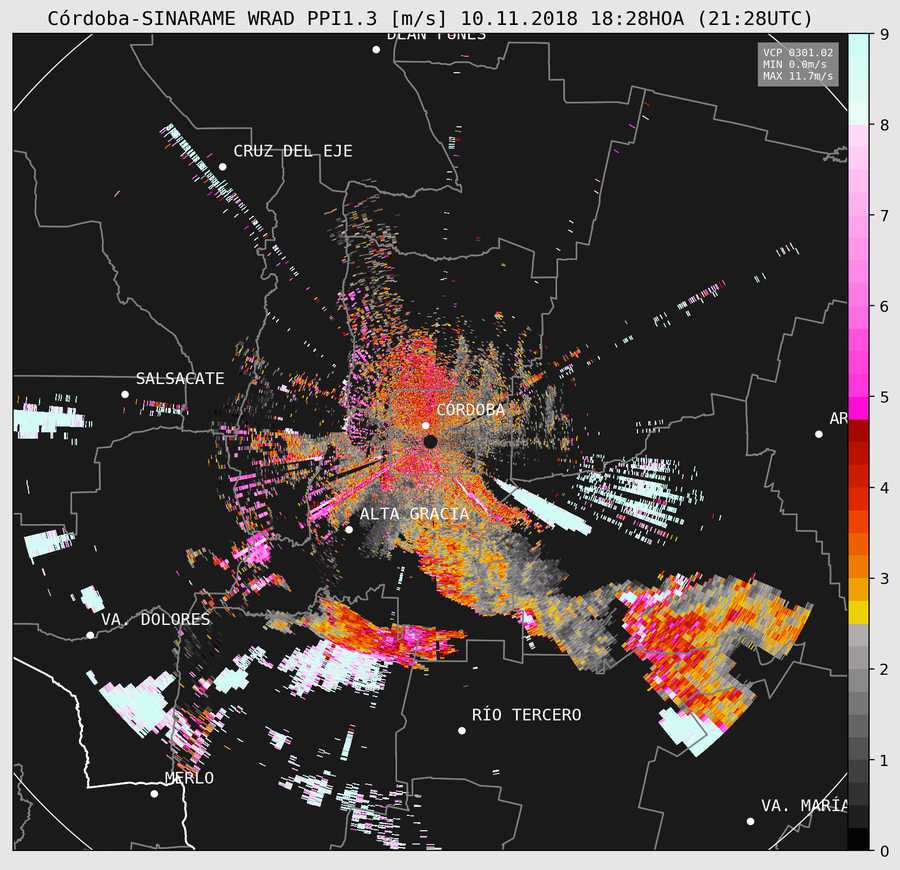 Córdoba-SINARAME WRAD PPI1.3 [m/s] 10.11.2018 18:28HOA (21:28UTC)
DEAN FUNES
VCP 0301.02
MIN 0.0m/s
MAX 11.7m/s
9
CRUZ DEL EJE
8
7
6
SALSACATE
5
CÓRDOBA
AR
4
ALTA GRACIA
3
VA. DOLORES
2
RÍO TERCERO
1
MERLO
VA. MARÍA
0